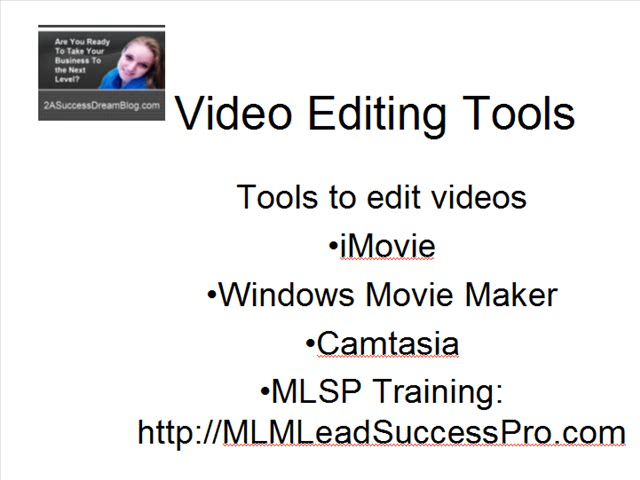 Are You Ready
To Take Your
Business To
the Next
Level?
2ASuccessDreamBlog.com
Video Editing Tools
Tools to edit videos
•iMovie
•Windows Movie Maker
•Camtasia
•MLSP Training:
http://MLMLeadSuccessPro.com